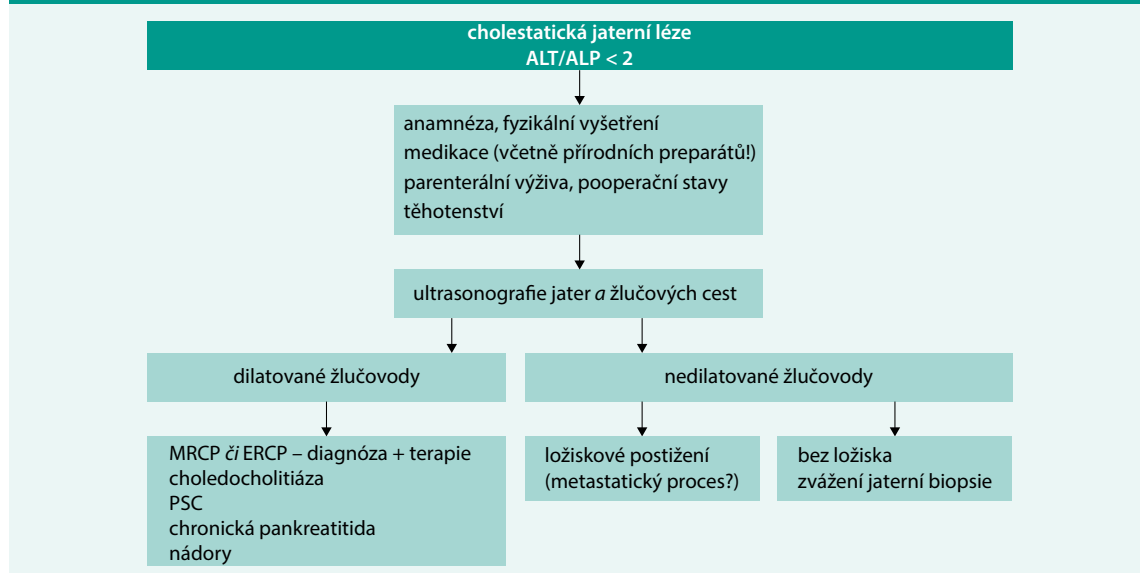 cholestatická jaterní léze
ALT/ALP < 2
anamnéza, fyzikální vyšetření
medikace (včetně přírodních preparátů!)
parenterální výživa, pooperační stavy
těhotenství
ultrasonografie jater a žlučových cest
dilatované žlučovody
nedilatované žlučovody
MRCP či ERCP – diagnóza + terapie
choledocholitiáza
PSC
chronická pankreatitida
nádory
ložiskové postižení
(metastatický proces?)
bez ložiska
zvážení jaterní biopsie